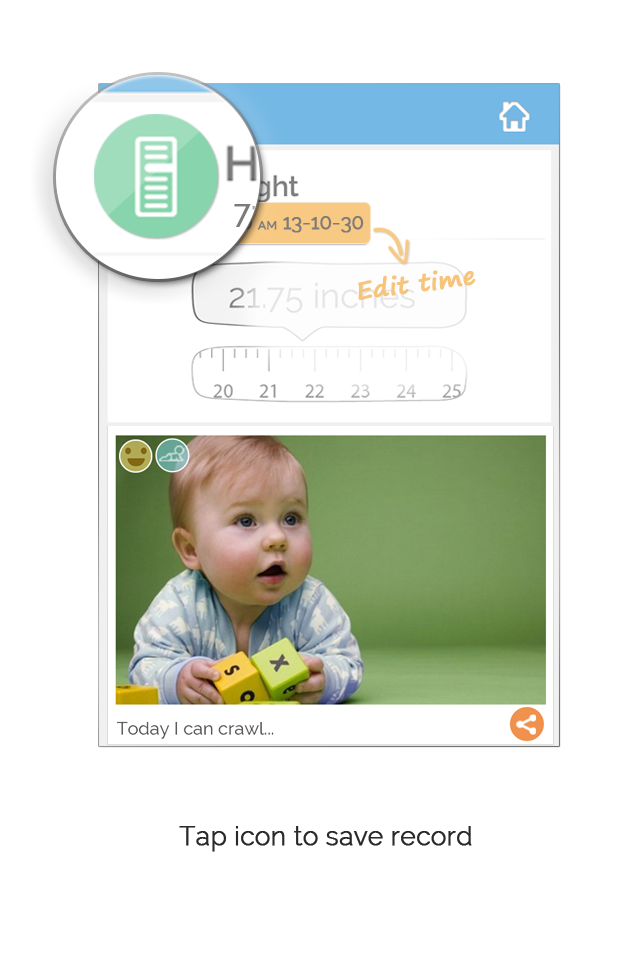 H
ght
7
AM 13-10-30
Edit time
21.75 inches
20 21 22 23 24 25
S
X
Today I can crawl...
Tap icon to save record